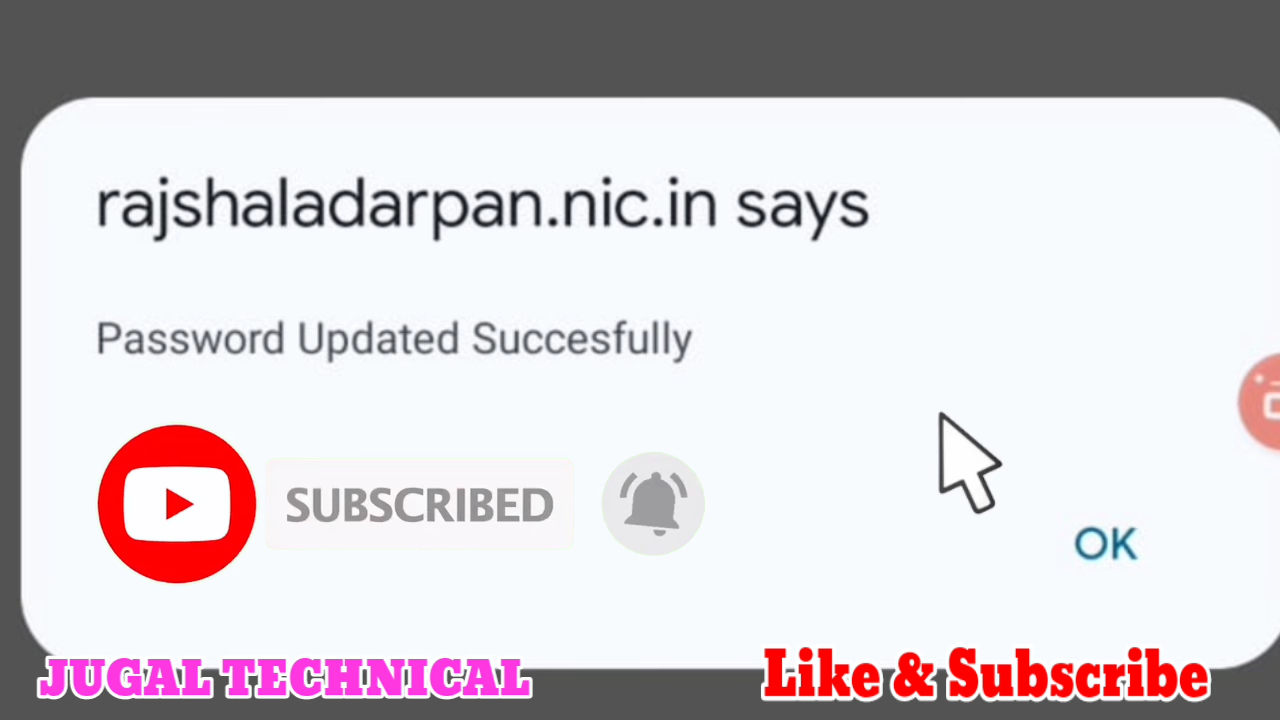 rajshaladarpan.nic.in says
Password Updated Succesfully
SUBSCRIBED
OK
JUGAL TECHNICAL
Like & Subscribe